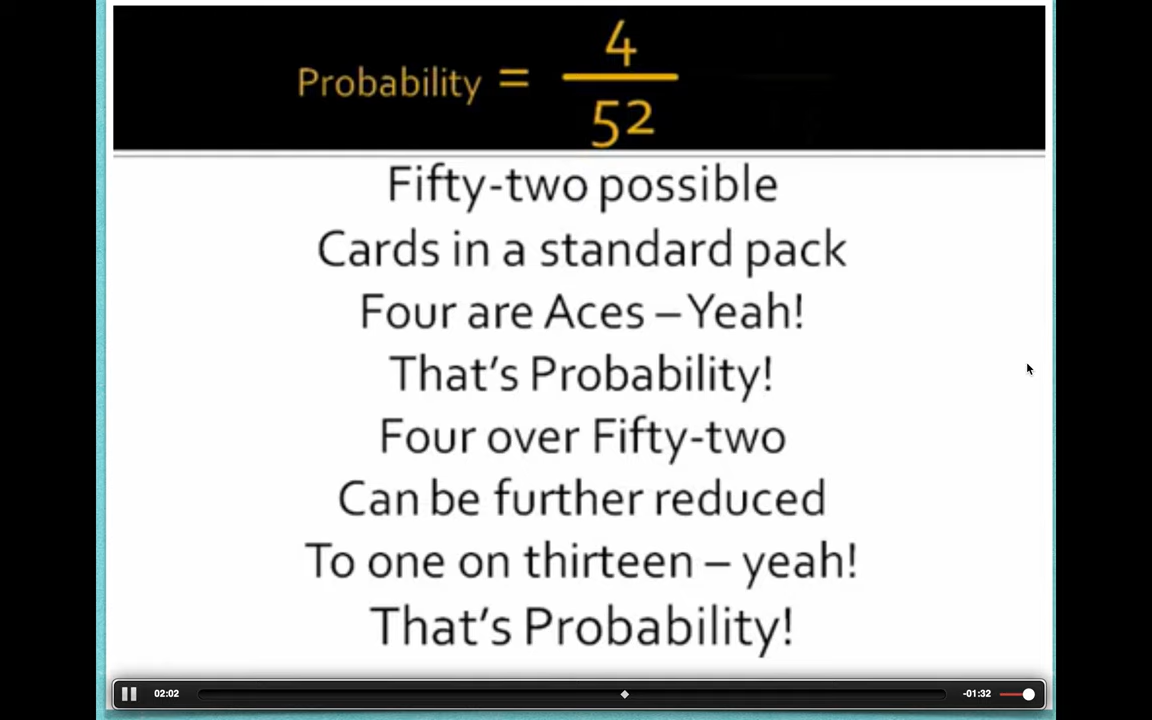 Probability = 4
52
Fifty-two possible
Cards in a standard pack
Four are Aces – Yeah!
That's Probability!
Four over Fifty-two
Can be further reduced
To one on thirteen – yeah!
That's Probability!
02:02 -01:32